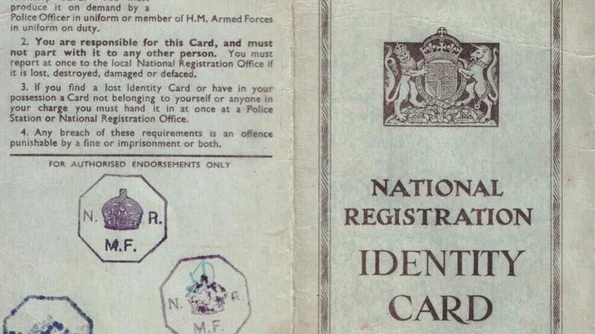 produce it on demand by a
Police Officer in uniform or member of H.M. Armed Forces
in uniform on duty.
2. You are responsible for this Card, and must
not part with it to any other person. You must
report at once to the local National Registration Office if
it is lost, destroyed, damaged or defaced.
3. If you find a lost Identity Card or have in your
possession a Card not belonging to yourself or anyone in
your charge you must hand it in at once at a Police
Station or National Registration Office.
4. Any breach of these requirements is an offence
punishable by a fine or imprisonment or both.
FOR AUTHORISED ENDORSEMENTS ONLY
N. R.
M.F.
N. R.
M.F.
NATIONAL
REGISTRATION
IDENTITY
CARD